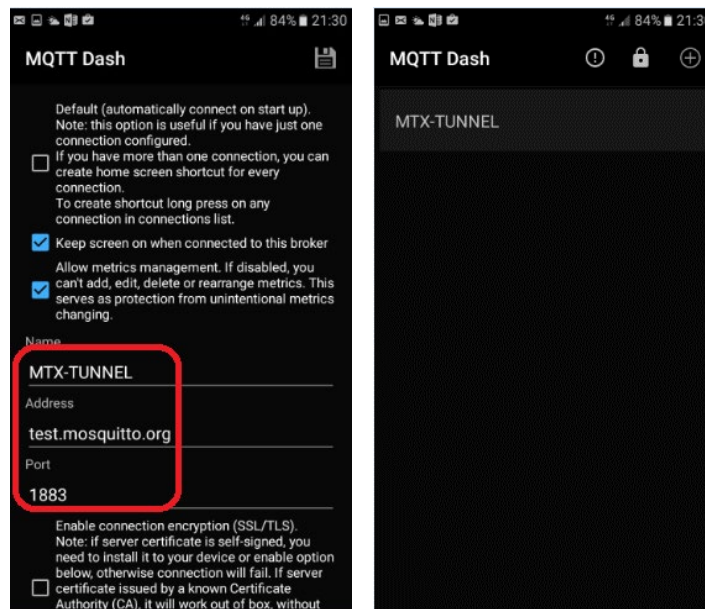 84% 21:30
MQTT Dash
Default (automatically connect on start up).
Note: this option is useful if you have just one
connection configured.
If you have more than one connection, you can
create home screen shortcut for every
connection.
To create shortcut long press on any
connection in connections list.
Keep screen on when connected to this broker
Allow metrics management. If disabled, you
can't add, edit, delete or rearrange metrics. This
serves as protection from unintentional metrics
changing.
Name
MTX-TUNNEL
Address
test.mosquitto.org
Port
1883
Enable connection encryption (SSL/TLS).
Note: if server certificate is self-signed, you
need to install it to your device or enable option
below, otherwise connection will fail. If server
certificate issued by a known Certificate
Authority (CA), it will work out of box, without
84% 21:30
MQTT Dash
MTX-TUNNEL